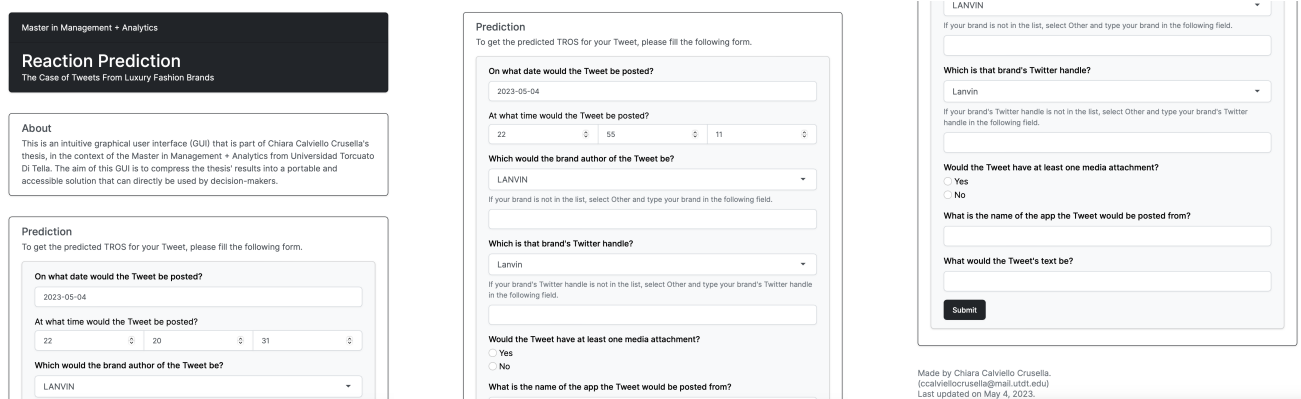 Master in Management + Analytics
Reaction Prediction
The Case of Tweets From Luxury Fashion Brands
About
This is an intuitive graphical user interface (GUI) that is part of Chiara Calviello Crusella's
thesis, in the context of the Master in Management + Analytics from Universidad Torcuato
Di Tella. The aim of this GUI is to compress the thesis' results into a portable and
accessible solution that can directly be used by decision-makers.
Prediction
To get the predicted TROS for your Tweet, please fill the following form.
On what date would the Tweet be posted?
2023-05-04
At what time would the Tweet be posted?
22 20 31
Which would the brand author of the Tweet be?
LANVIN
Prediction
To get the predicted TROS for your Tweet, please fill the following form.
On what date would the Tweet be posted?
2023-05-04
At what time would the Tweet be posted?
22 55 11
Which would the brand author of the Tweet be?
LANVIN
If your brand is not in the list, select Other and type your brand in the following field.
Which is that brand's Twitter handle?
Lanvin
If your brand's Twitter handle is not in the list, select Other and type your brand's Twitter handle
in the following field.
Would the Tweet have at least one media attachment?
Yes
No
What is the name of the app the Tweet would be posted from?
LANVIN
If your brand is not in the list, select Other and type your brand in the following field.
Which is that brand's Twitter handle?
Lanvin
If your brand's Twitter handle is not in the list, select Other and type your brand's Twitter
handle in the following field.
Would the Tweet have at least one media attachment?
Yes
No
What is the name of the app the Tweet would be posted from?
What would the Tweet's text be?
Submit
Made by Chiara Calviello Crusella.
(ccalviellocrusella@mail.utdt.edu)
Last updated on May 4, 2023.